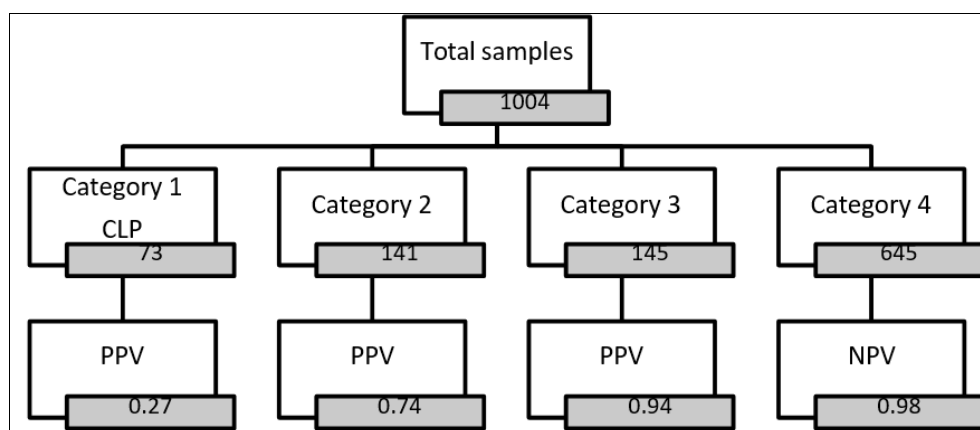 Total samples
1004
Category 1
CLP
73
Category 2
141
Category 3
145
Category 4
645
PPV
0.27
PPV
0.74
PPV
0.94
NPV
0.98